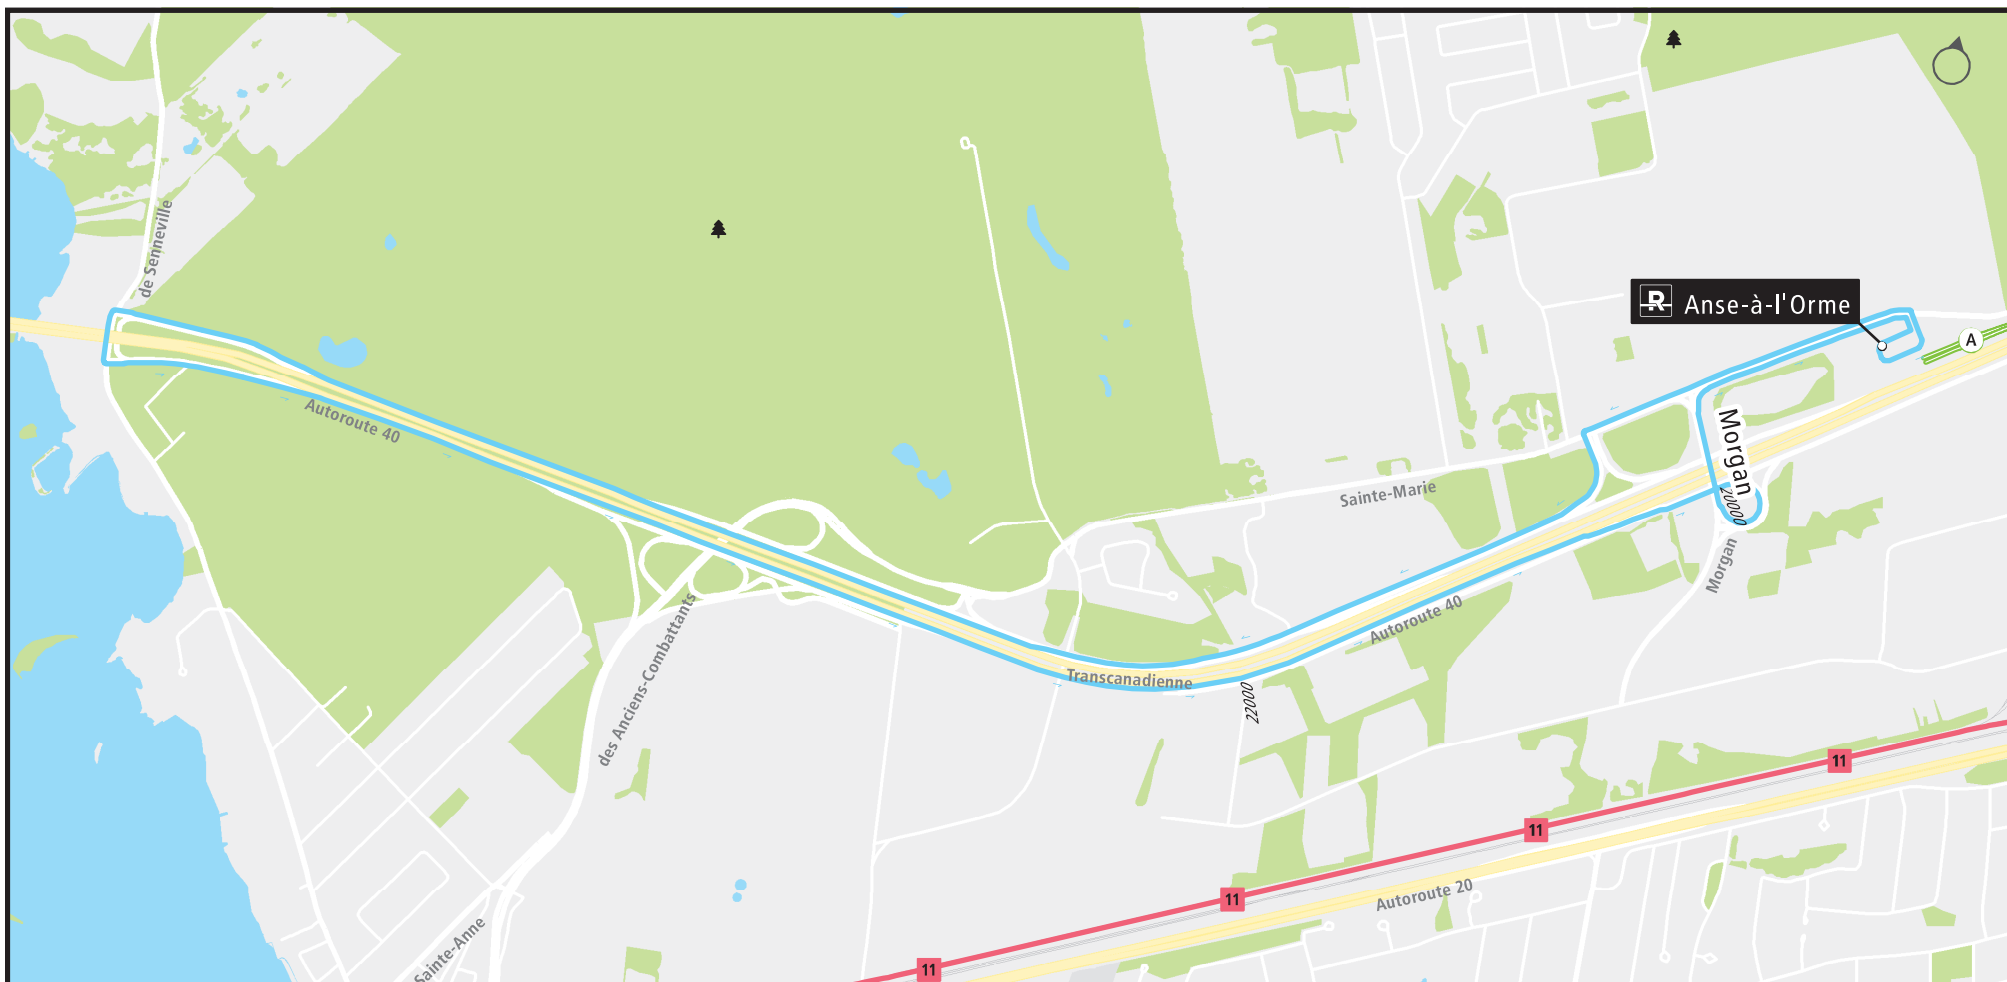 de Senneville
R Anse-à-l'Orme
A
Autoroute 40
Morgan
20000
Sainte-Marie
Morgan
Autoroute 40
des Anciens-Combattants
Transcanadienne
22000
11
11
11
Autoroute 20
11
Sainte-Anne